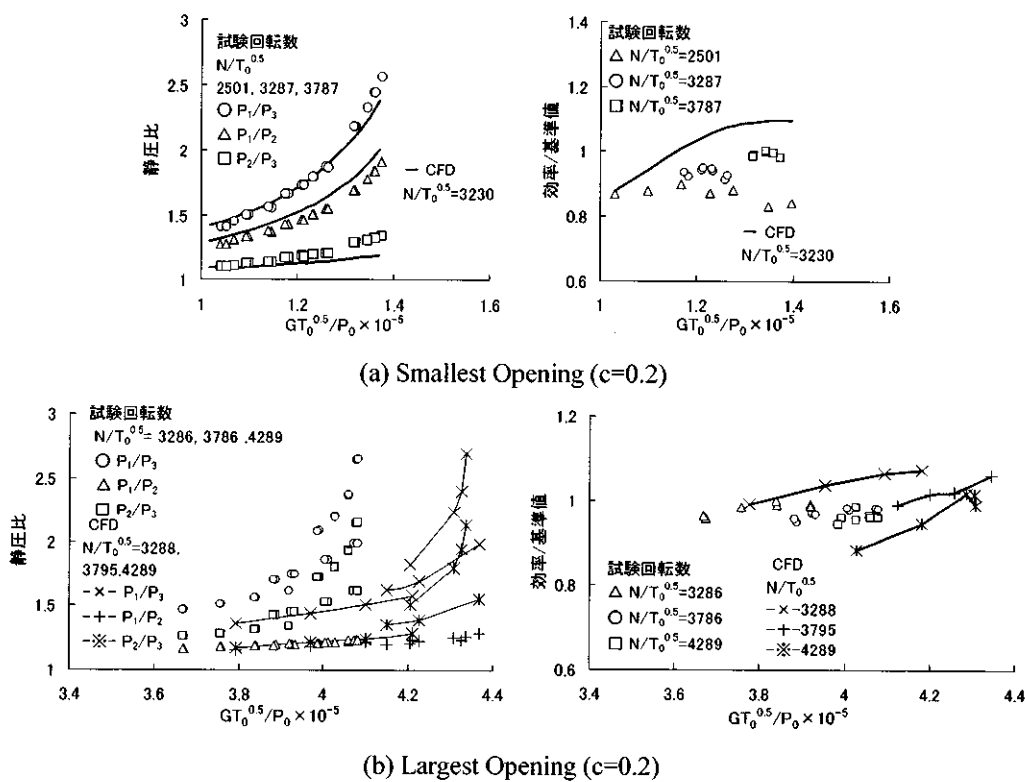 試験回転数
N/T₀^0.5
2501, 3287, 3787
○ P₁/P₃
△ P₁/P₂
□ P₂/P₃
― CFD
N/T₀^0.5=3230
静圧比
3
2.5
2
1.5
1
1 1.2 1.4 1.6
GT₀^0.5/P₀ × 10⁻⁵
試験回転数
△ N/T₀^0.5=2501
○ N/T₀^0.5=3287
□ N/T₀^0.5=3787
― CFD
N/T₀^0.5=3230
効率/基準値
1.4
1.2
1
0.8
0.6
1 1.2 1.4 1.6
GT₀^0.5/P₀ × 10⁻⁵
(a) Smallest Opening (c=0.2)
試験回転数
N/T₀^0.5= 3286, 3786 .4289
○ P₁/P₃
△ P₁/P₂
□ P₂/P₃
CFD
N/T₀^0.5=3288,
3795.4289
-×- P₁/P₃
-+- P₁/P₂
-※- P₂/P₃
静圧比
3
2.5
2
1.5
1
3.4 3.6 3.8 4 4.2 4.4
GT₀^0.5/P₀ × 10⁻⁵
効率/基準値
1.2
1
0.8
0.6
試験回転数
△ N/T₀^0.5=3286
○ N/T₀^0.5=3786
□ N/T₀^0.5=4289
CFD
N/T₀^0.5
-×-3288
-+-3795
-※-4289
3.4 3.6 3.8 4 4.2 4.4
GT₀^0.5/P₀ × 10⁻⁵
(b) Largest Opening (c=0.2)